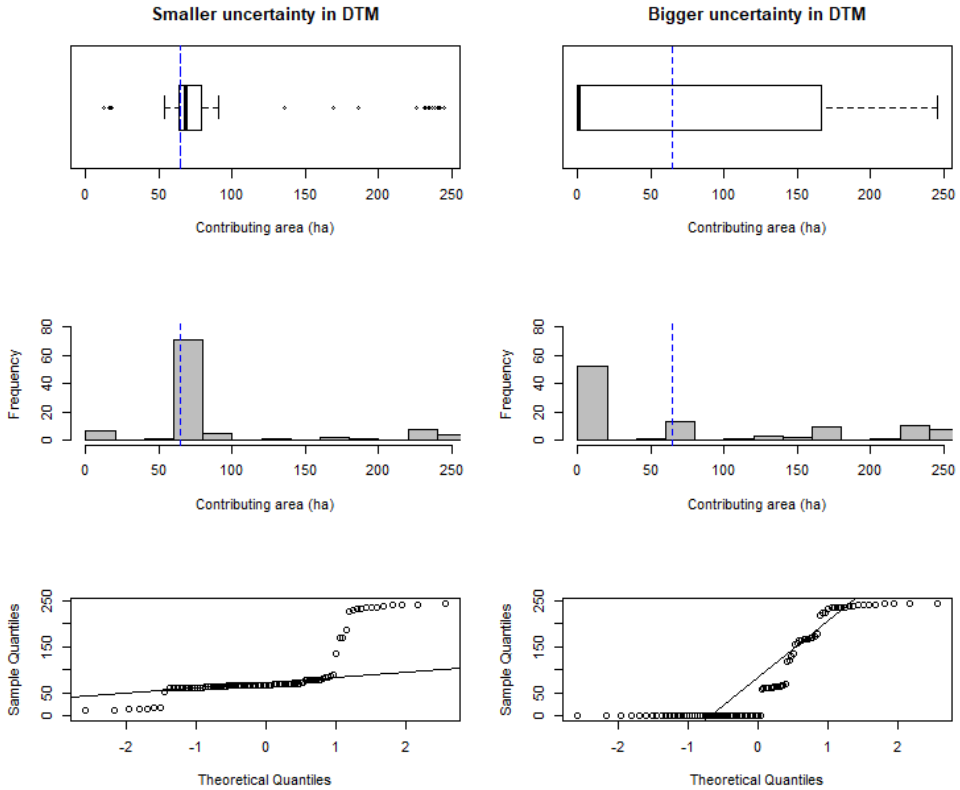 Smaller uncertainty in DTM
Bigger uncertainty in DTM
0 50 100 150 200 250
Contributing area (ha)
0 50 100 150 200 250
Contributing area (ha)
Frequency
0 20 40 60 80
0 50 100 150 200 250
Contributing area (ha)
Frequency
0 20 40 60 80
0 50 100 150 200 250
Contributing area (ha)
Sample Quantiles
0 50 150 250
-2 -1 0 1 2
Theoretical Quantiles
Sample Quantiles
0 50 150 250
-2 -1 0 1 2
Theoretical Quantiles